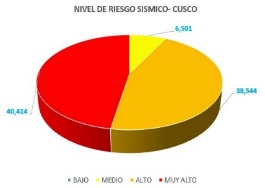 NIVEL DE RIESGO SISMICO- CUSCO
6,501
38,544
40,414
BAJO MEDIO ALTO MUY ALTO